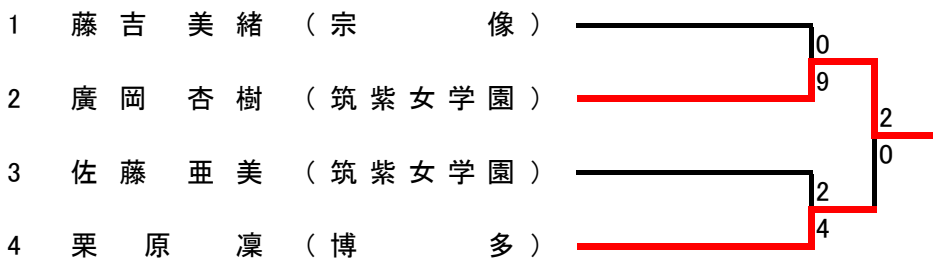 1 藤吉 美緒 (宗 像)
0
9
2 廣岡 杏樹 (筑紫女学園)
2
0
3 佐藤 亜美 (筑紫女学園)
2
4
4 栗原 凜 (博 多)